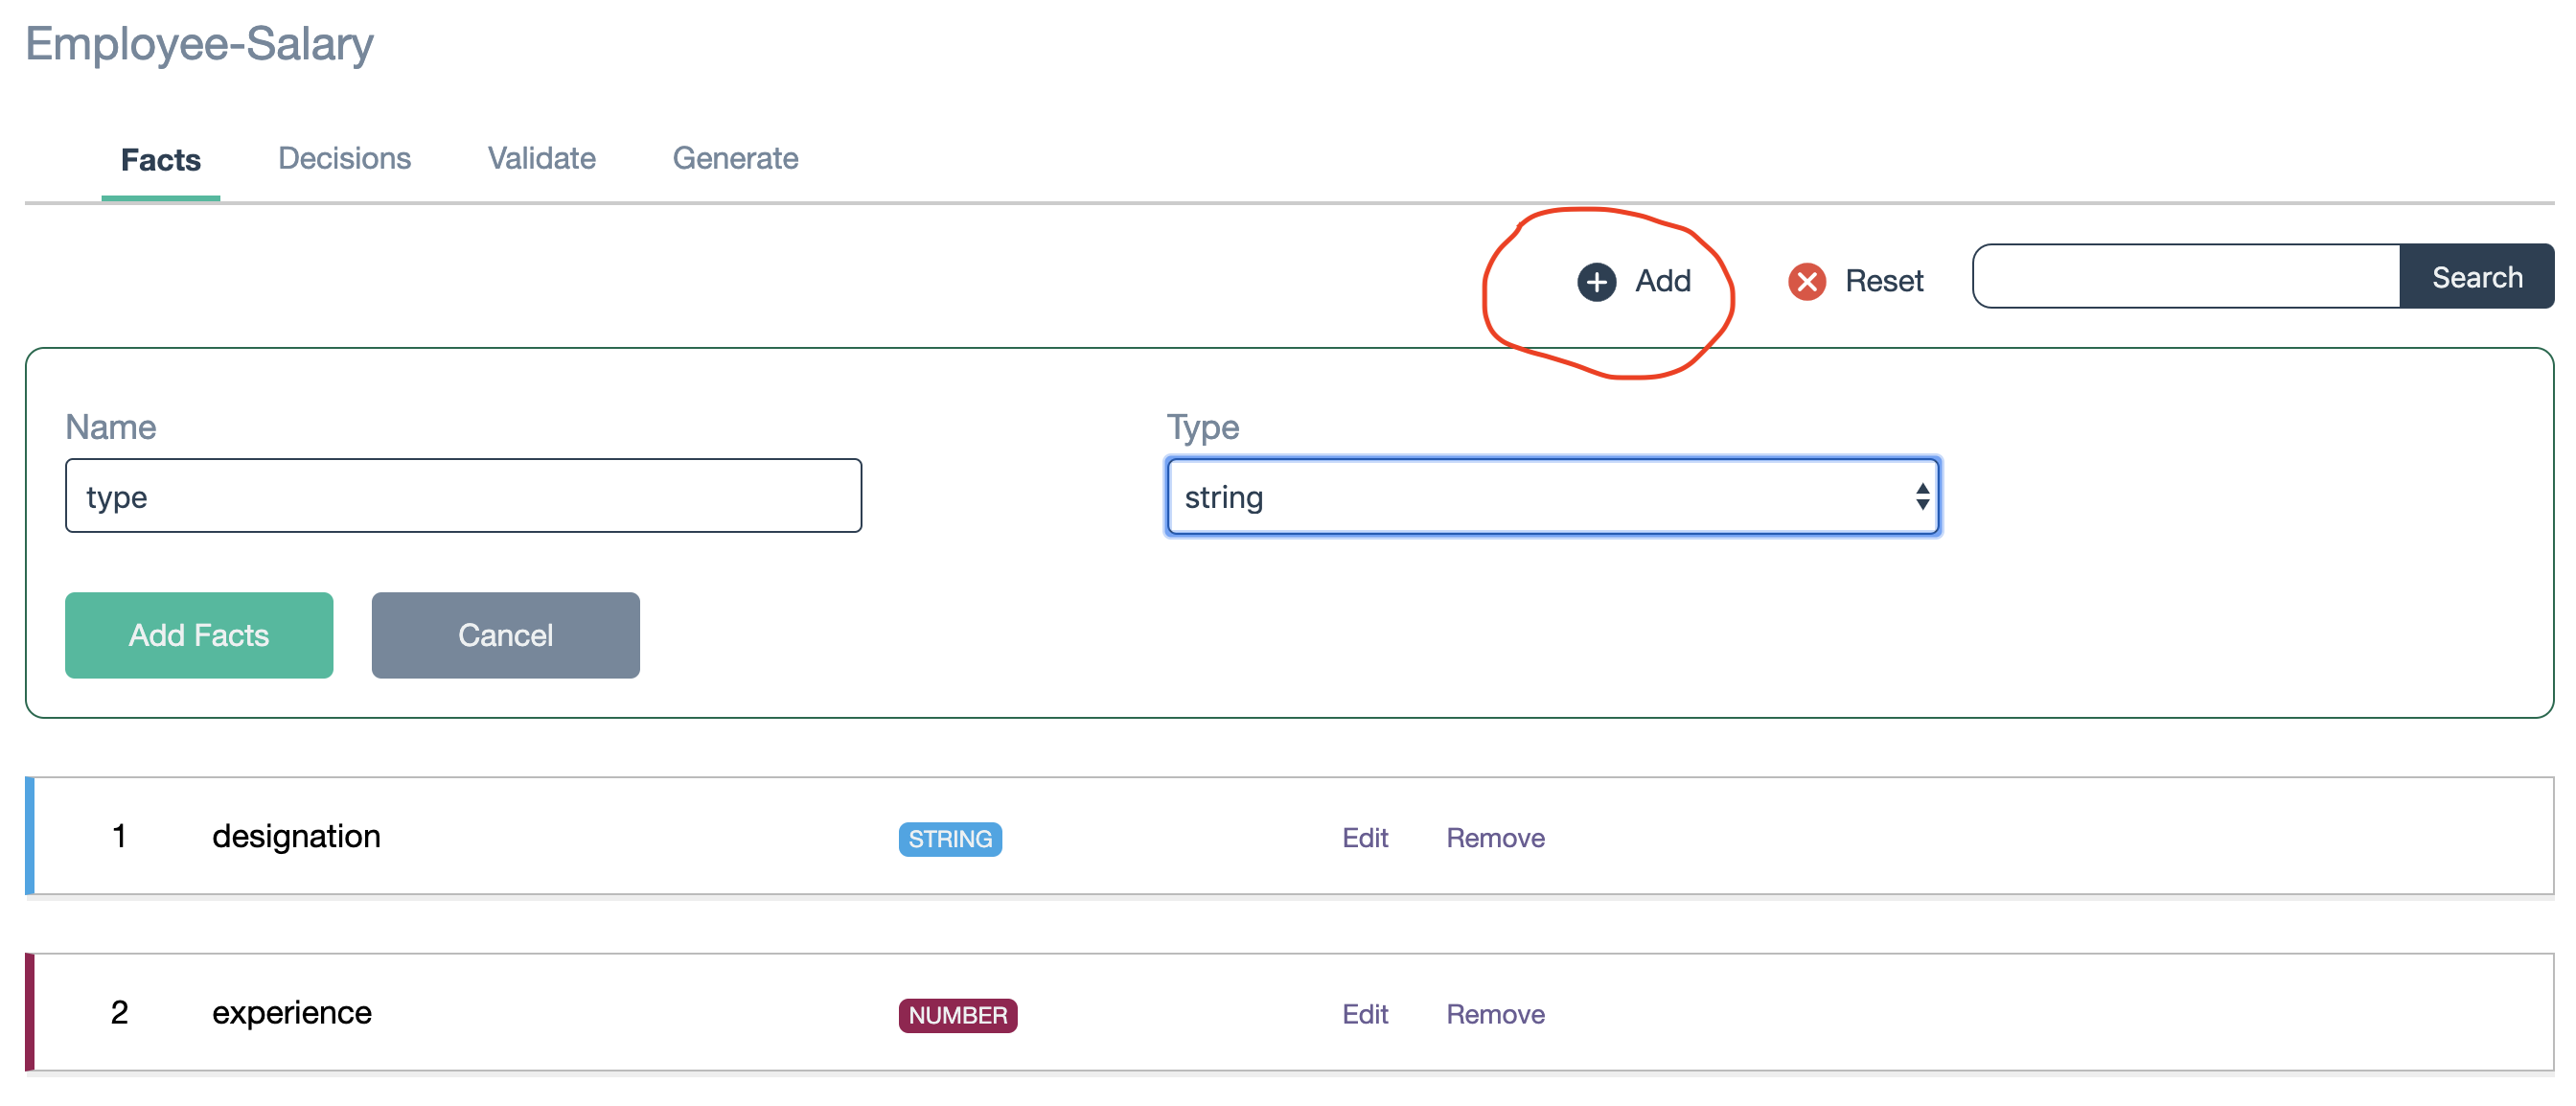 Employee-Salary
Facts Decisions Validate Generate
Add Reset Search
Name Type
type string
Add Facts Cancel
1 designation STRING Edit Remove
2 experience NUMBER Edit Remove